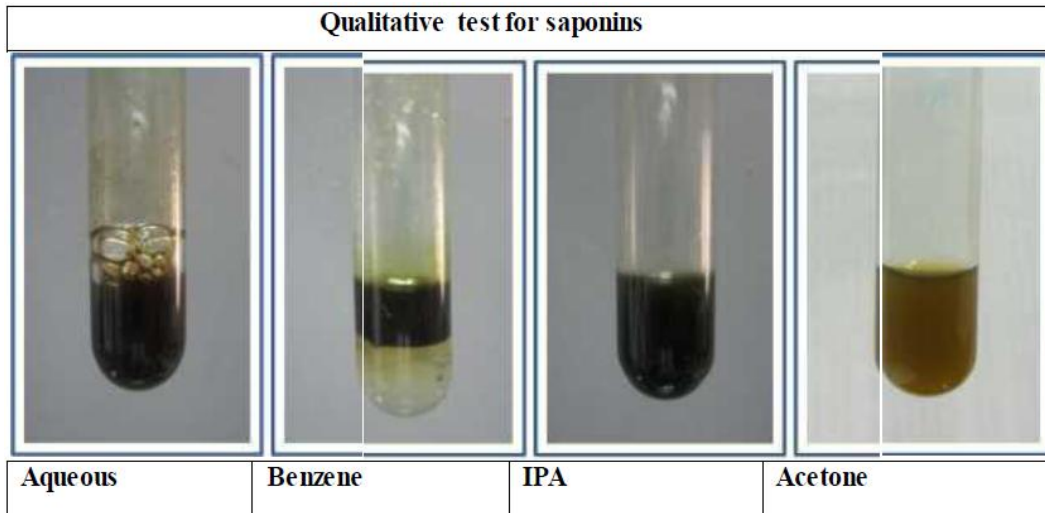 Qualitative test for saponins
Aqueous
Benzene
IPA
Acetone